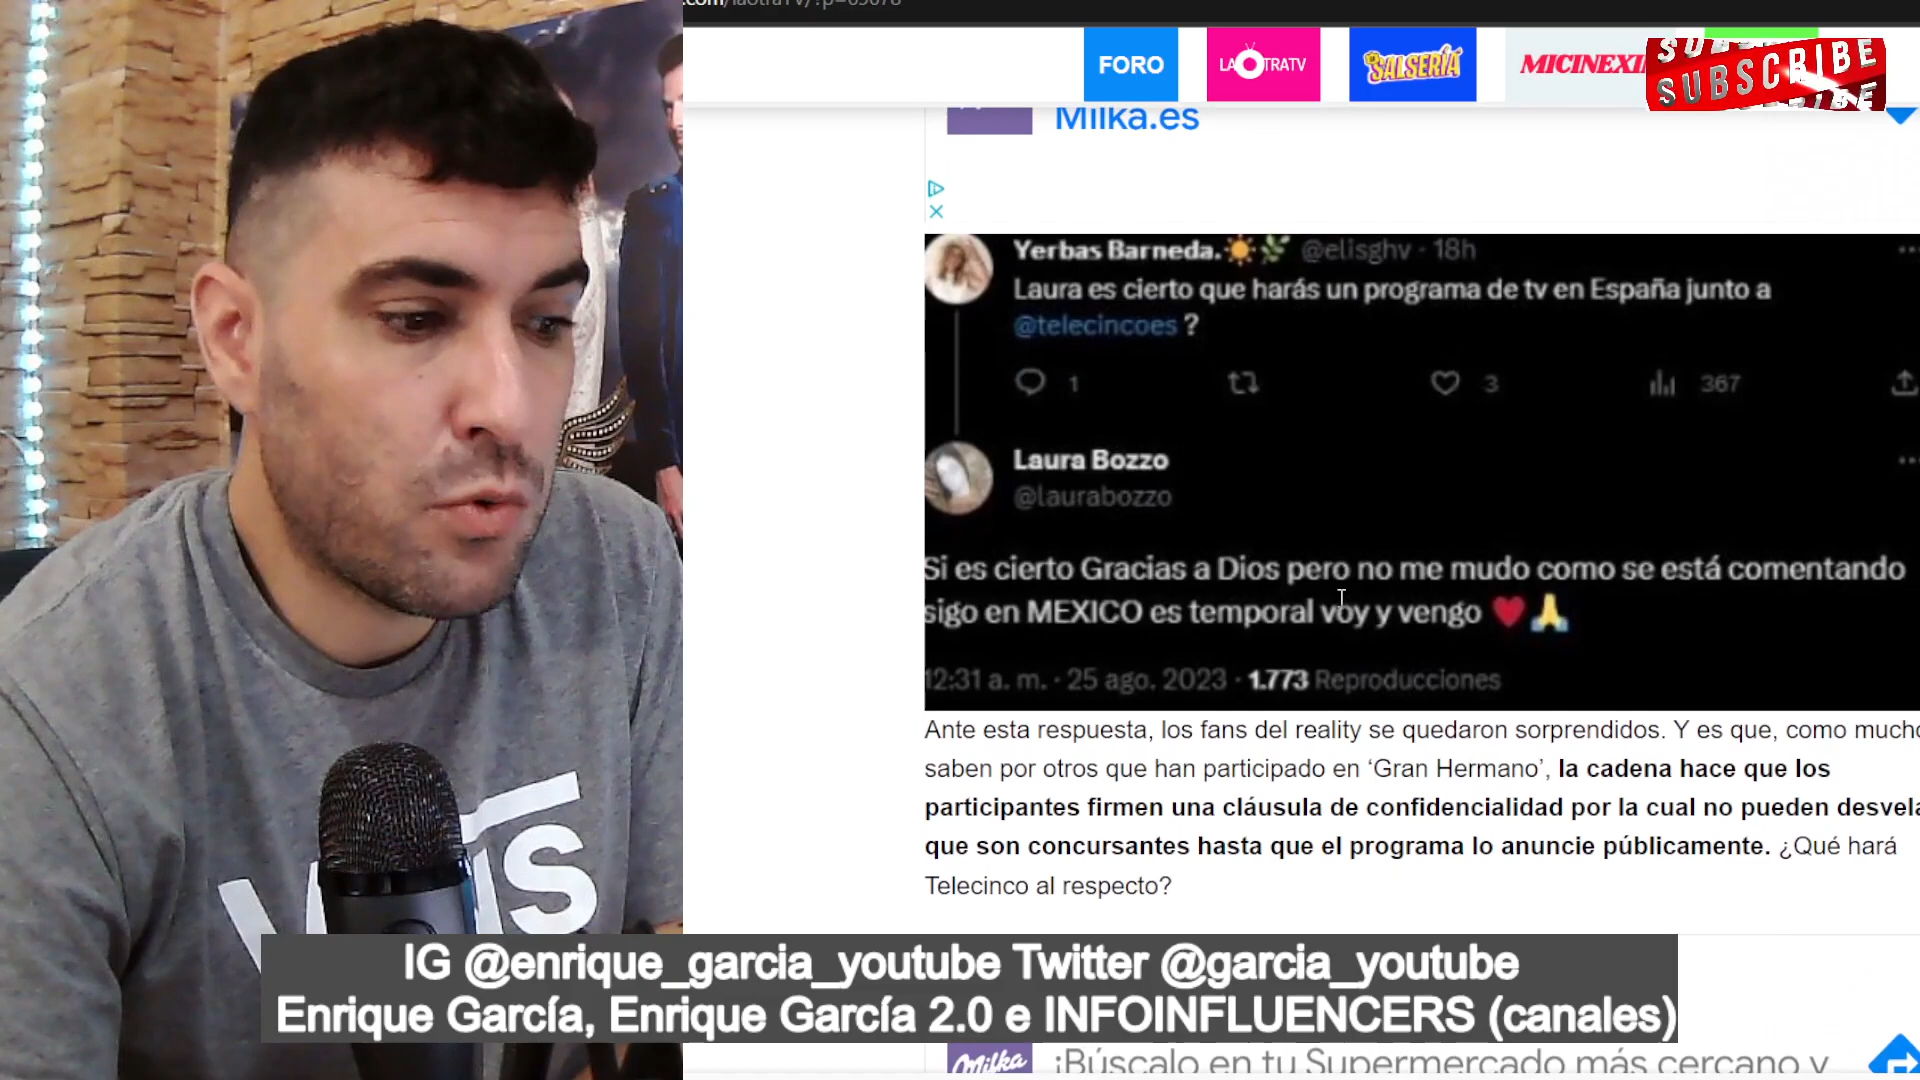 FORO
LAOTRATV
SALSERÍA
SUBSCRIBE
Milka.es
Yerbas Barneda. @elisghv · 18h
Laura es cierto que harás un programa de tv en España junto a
@telecincoes ?
1
3
367
Laura Bozzo
@laurabozzo
Si es cierto Gracias a Dios pero no me mudo como se está comentando
sigo en MEXICO es temporal voy y vengo
12:31 a. m. · 25 ago. 2023 · 1.773 Reproducciones
Ante esta respuesta, los fans del reality se quedaron sorprendidos. Y es que, como
saben por otros que han participado en ‘Gran Hermano’, la cadena hace que los
participantes firmen una cláusula de confidencialidad por la cual no pueden
que son concursantes hasta que el programa lo anuncie públicamente. ¿Qué hará
Telecinco al respecto?
IG @enrique_garcia_youtube Twitter @garcia_youtube
Enrique García, Enrique García 2.0 e INFOINFLUENCERS (canales)
Milka
¡Búscalo en tu Supermercado más cercano y